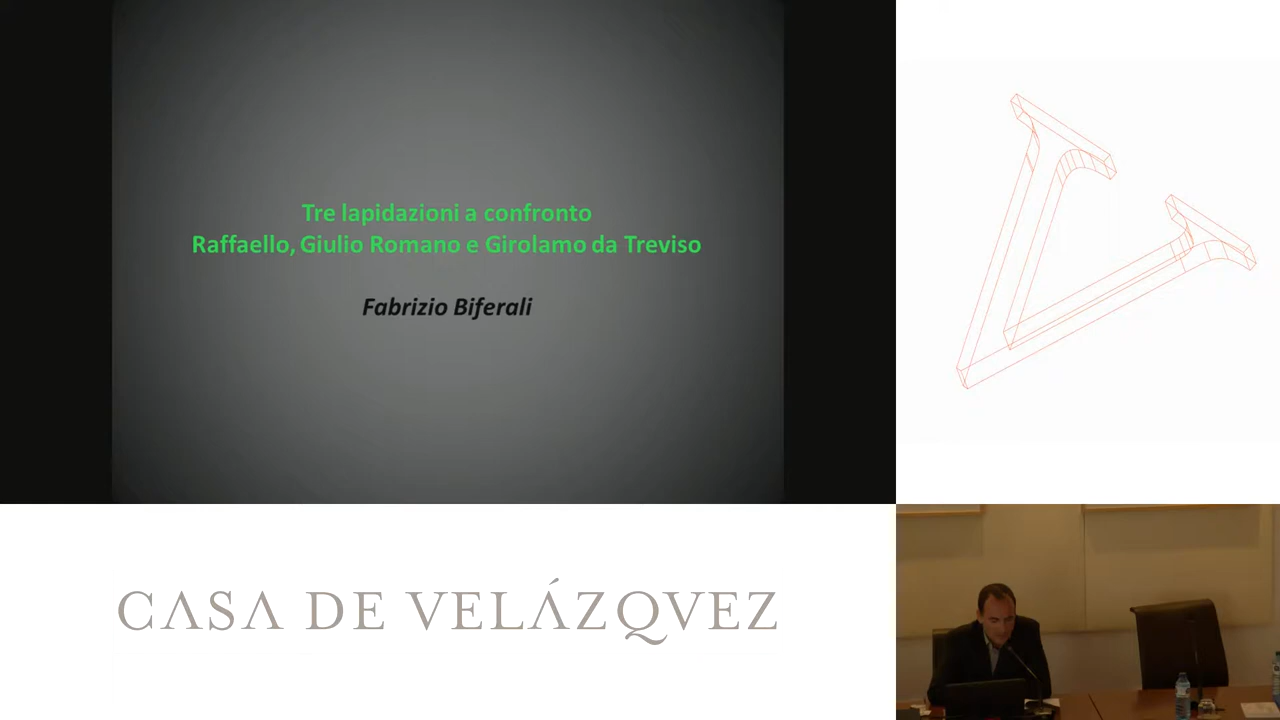 Tre lapidazioni a confronto
Raffaello, Giulio Romano e Girolamo da Treviso
Fabrizio Biferali
CASA DE VELÁZQVEZ